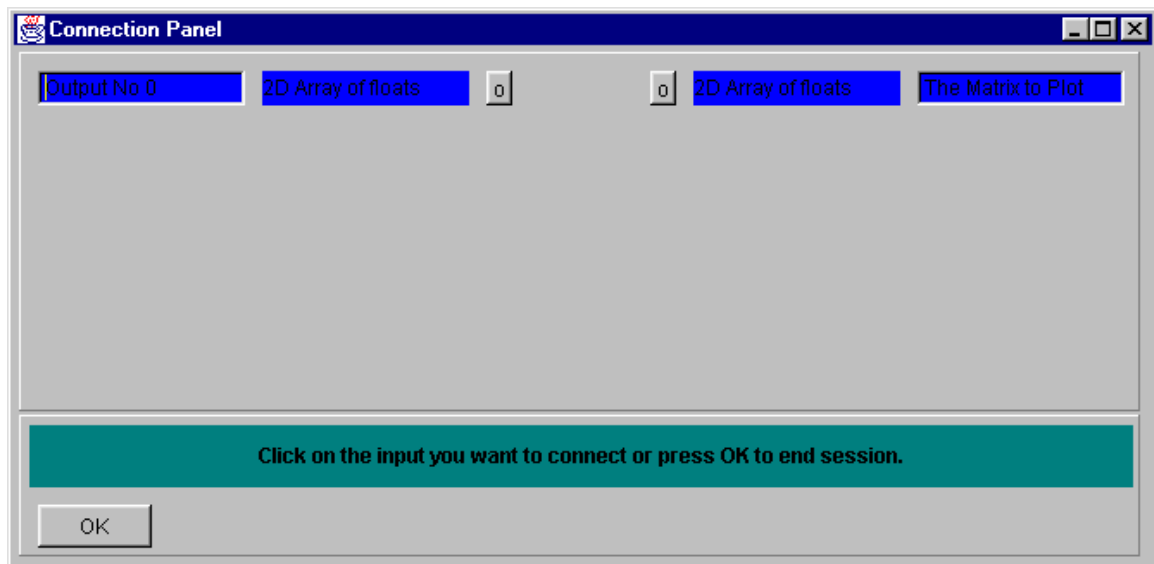 Connection Panel
Output No 0 2D Array of floats o o 2D Array of floats The Matrix to Plot
Click on the input you want to connect or press OK to end session.
OK